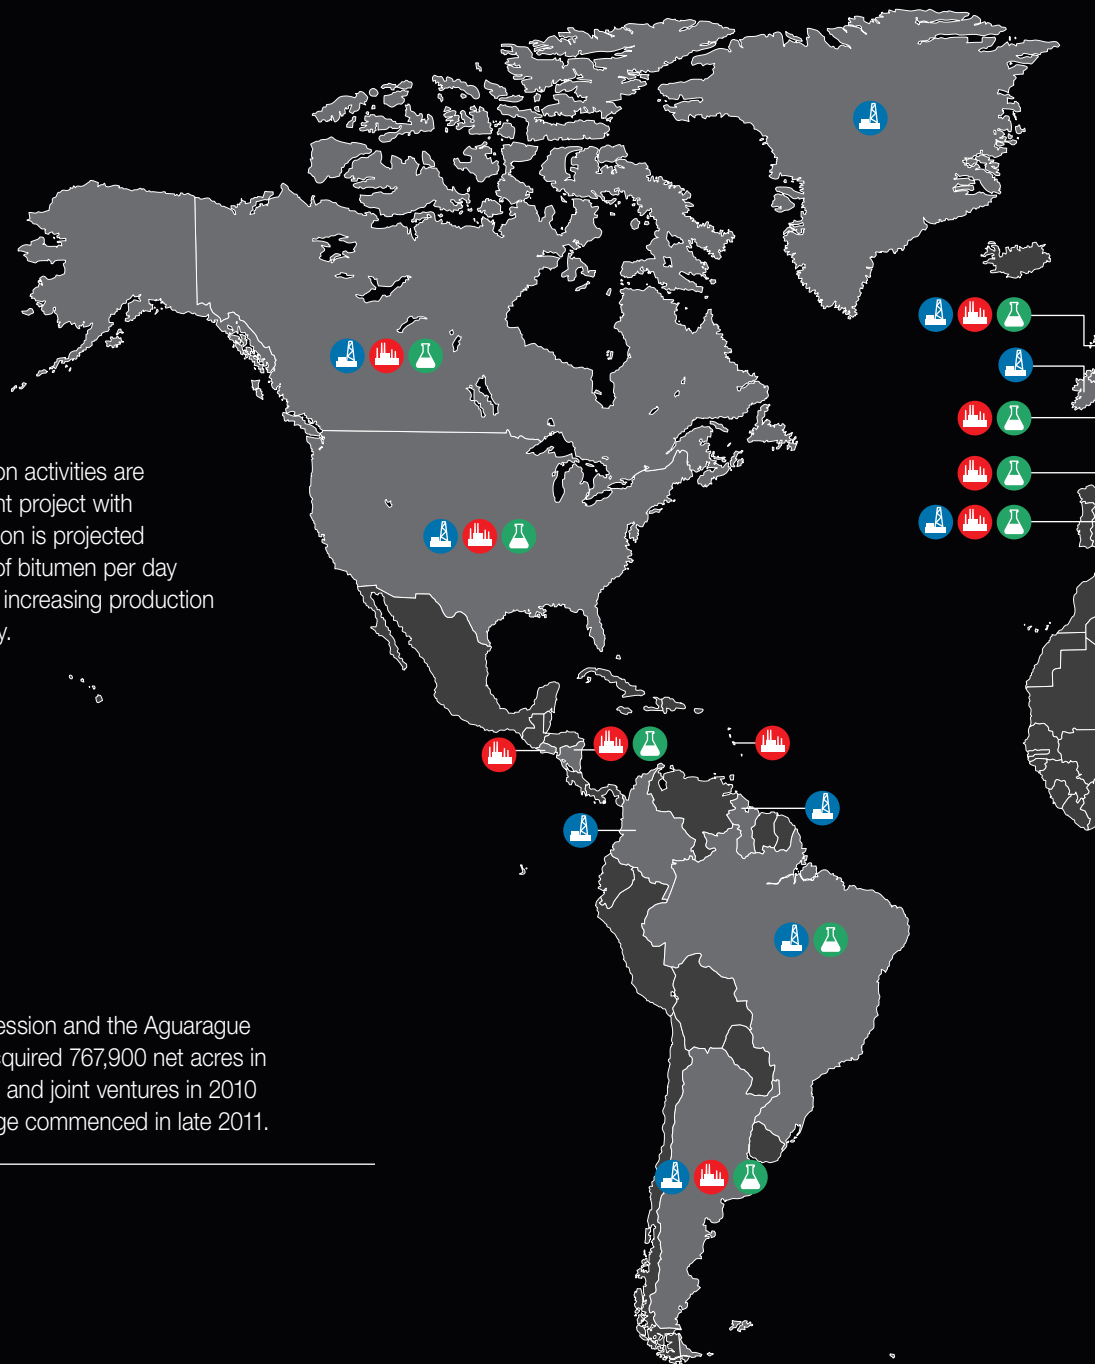 on activities are
nt project with
on is projected
of bitumen per day
increasing production
y.
ession and the Aguarague
quired 767,900 net acres in
and joint ventures in 2010
ge commenced in late 2011.